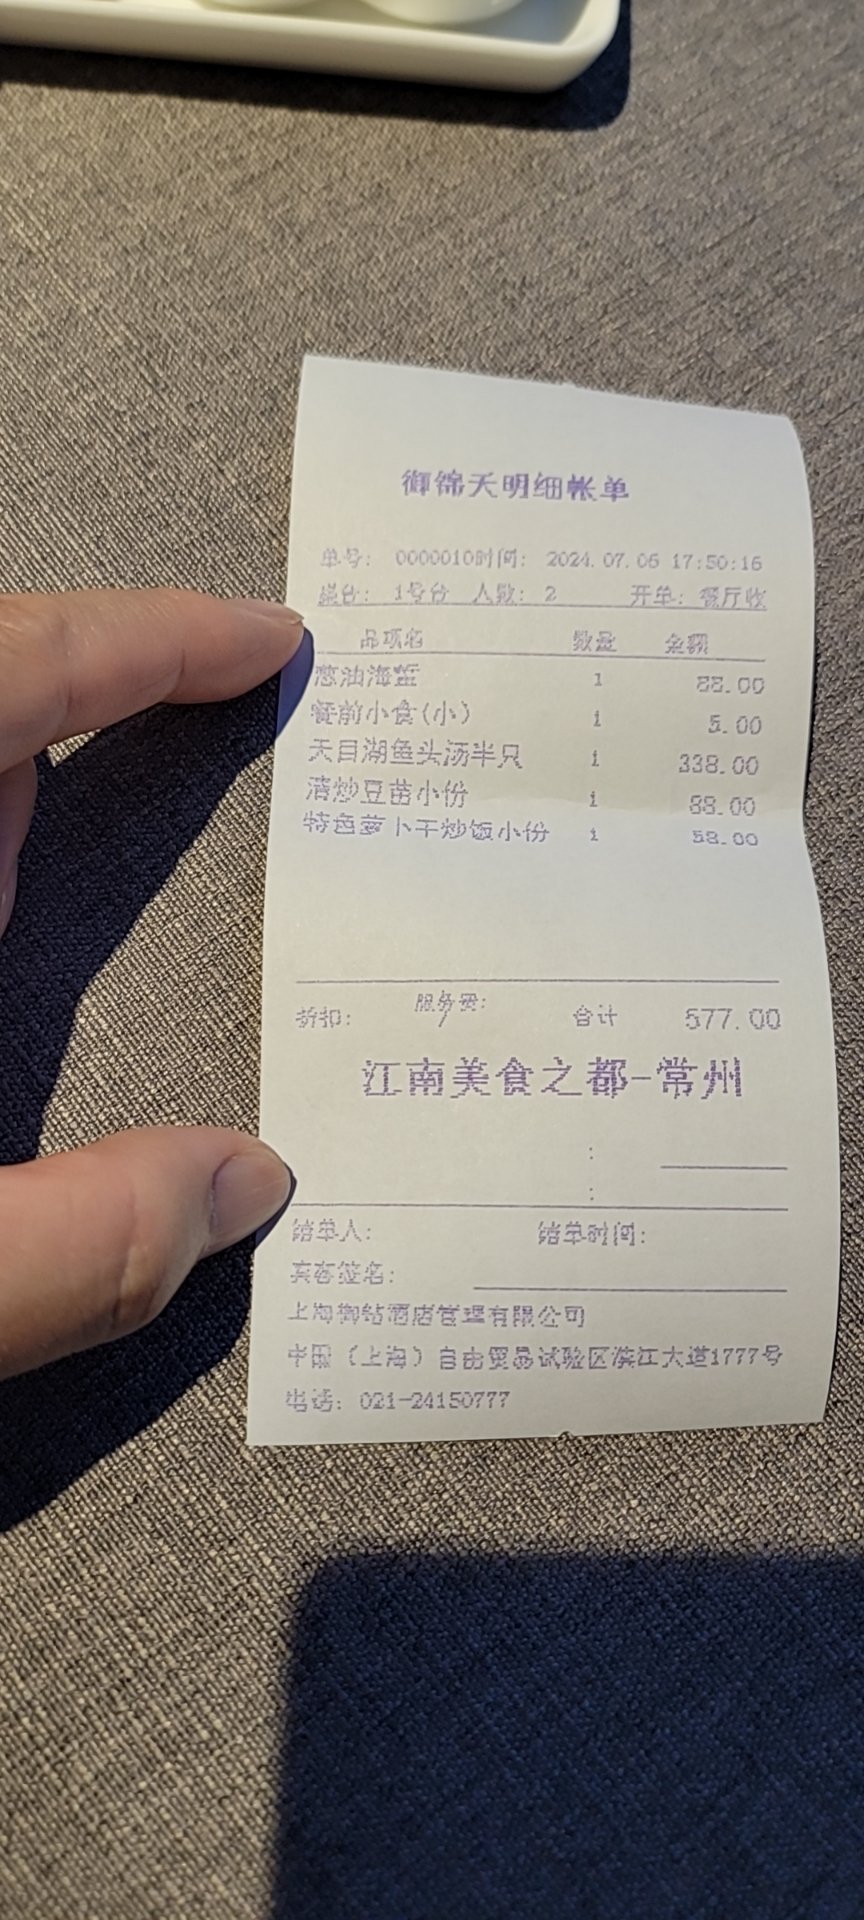 御锦天明细帐单
单号: 0000010时间: 2024.07.06 17:50:16
桌台: 1号台 人数: 2 开单: 餐厅收
品项名 数量 金额
葱油海蜇 1 88.00
餐前小食(小) 1 5.00
天目湖鱼头汤半只 1 338.00
清炒豆苗小份 1 88.00
特色萝卜干炒饭小份 1 58.00
折扣: 服务费: / 合计 577.00
江南美食之都-常州
:
:
结单人: 结单时间:
宾客签名:
上海御钻酒店管理有限公司
中国（上海）自由贸易试验区滨江大道1777号
电话: 021-24150777